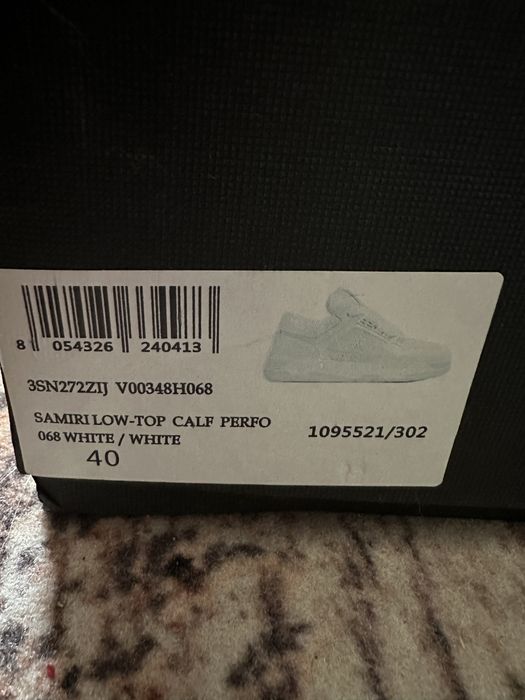 8 054326 240413
3SN272ZIJ V00348H068
SAMIRI LOW-TOP CALF PERFO
068 WHITE / WHITE
40
1095521/302